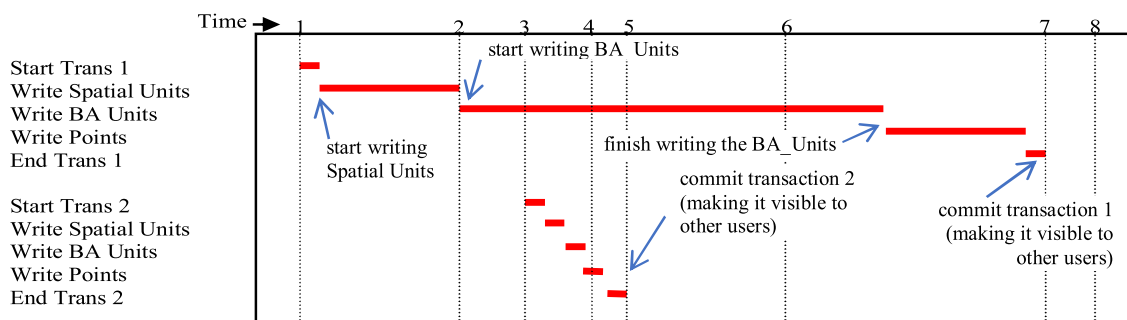 Time
1 2 3 4 5 6 7 8
start writing BA_Units
Start Trans 1
Write Spatial Units
Write BA Units
Write Points
End Trans 1
start writing
Spatial Units
finish writing the BA_Units
commit transaction 2
(making it visible to
other users)
commit transaction 1
(making it visible to
other users)
Start Trans 2
Write Spatial Units
Write BA Units
Write Points
End Trans 2